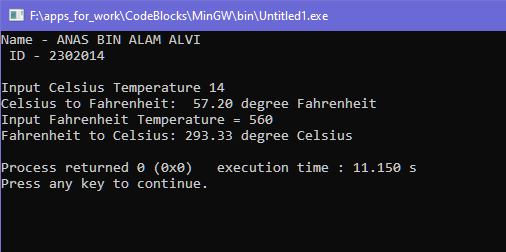 F:\apps_for_work\CodeBlocks\MinGW\bin\Untitled1.exe
Name - ANAS BIN ALAM ALVI
 ID - 2302014

Input Celsius Temperature 14
Celsius to Fahrenheit:  57.20 degree Fahrenheit
Input Fahrenheit Temperature = 560
Fahrenheit to Celsius: 293.33 degree Celsius

Process returned 0 (0x0)   execution time : 11.150 s
Press any key to continue.